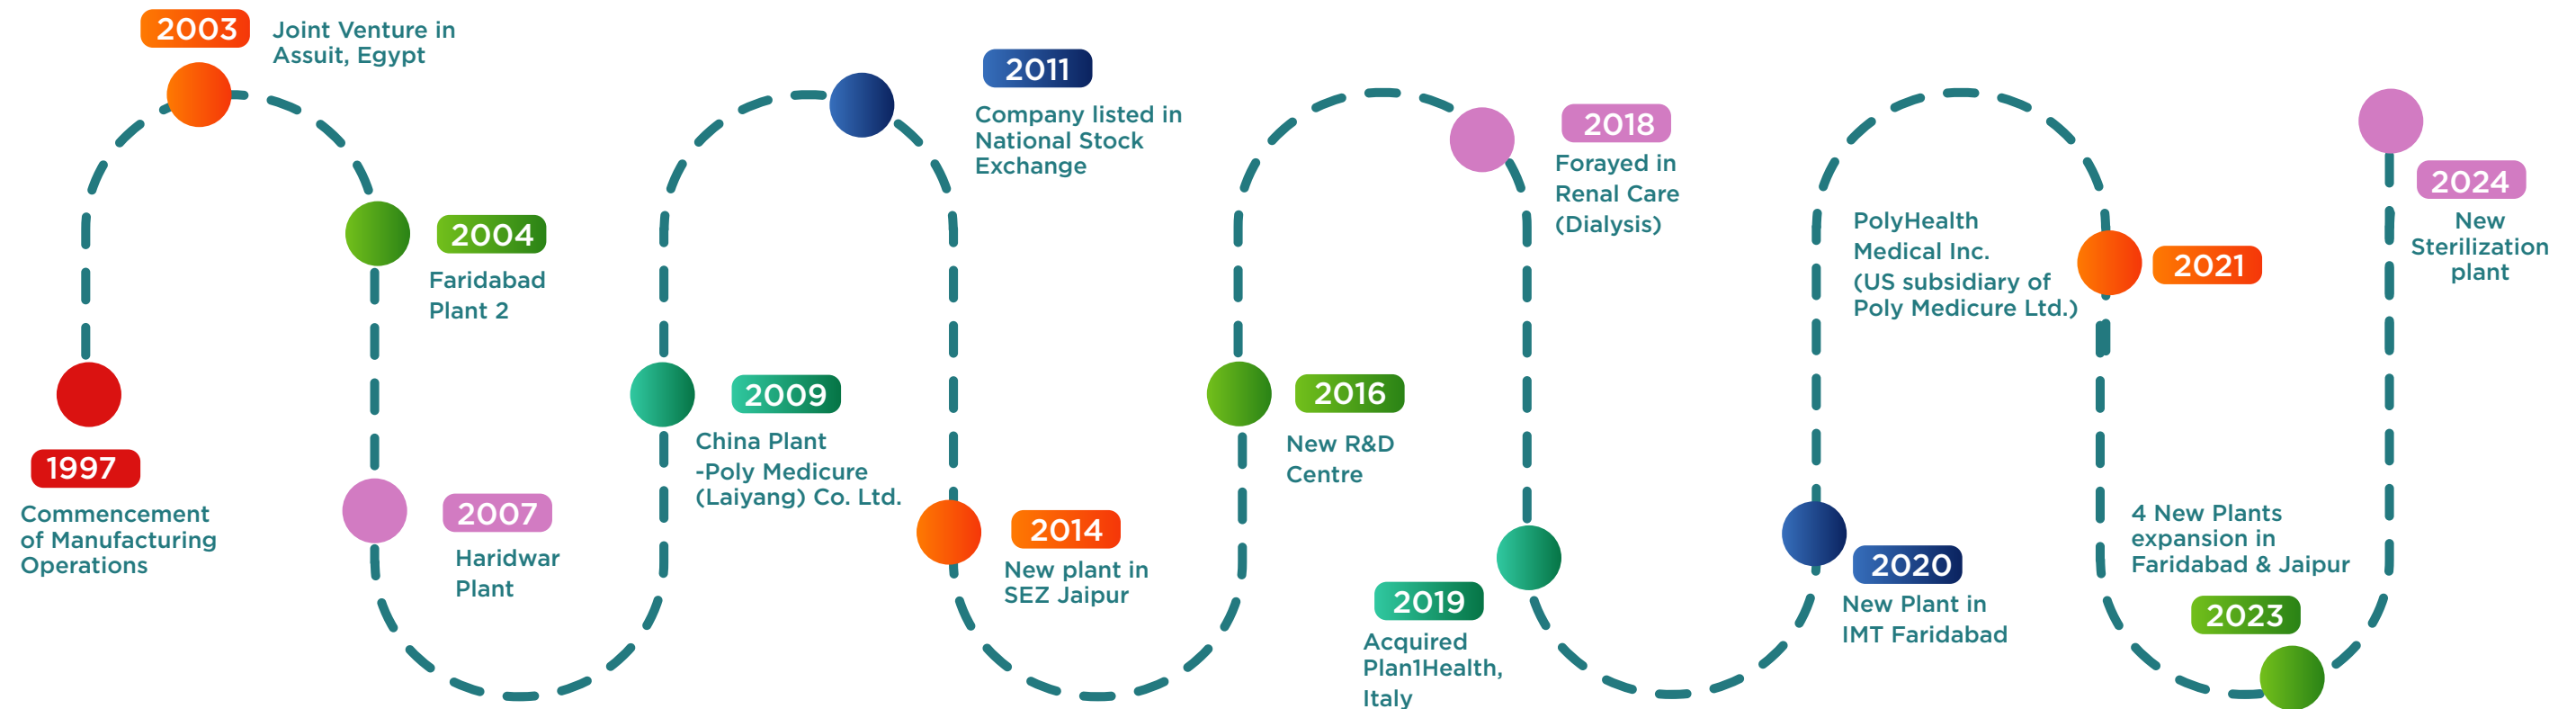 1997
Commencement
of Manufacturing
Operations
2003
Joint Venture in
Assuit, Egypt
2004
Faridabad
Plant 2
2007
Haridwar
Plant
2009
China Plant
-Poly Medicure
(Laiyang) Co. Ltd.
2011
Company listed in
National Stock
Exchange
2014
New plant in
SEZ Jaipur
2016
New R&D
Centre
2018
Forayed in
Renal Care
(Dialysis)
2019
Acquired
Plan1Health,
Italy
2020
New Plant in
IMT Faridabad
2021
PolyHealth
Medical Inc.
(US subsidiary of
Poly Medicure Ltd.)
2023
4 New Plants
expansion in
Faridabad & Jaipur
2024
New
Sterilization
plant